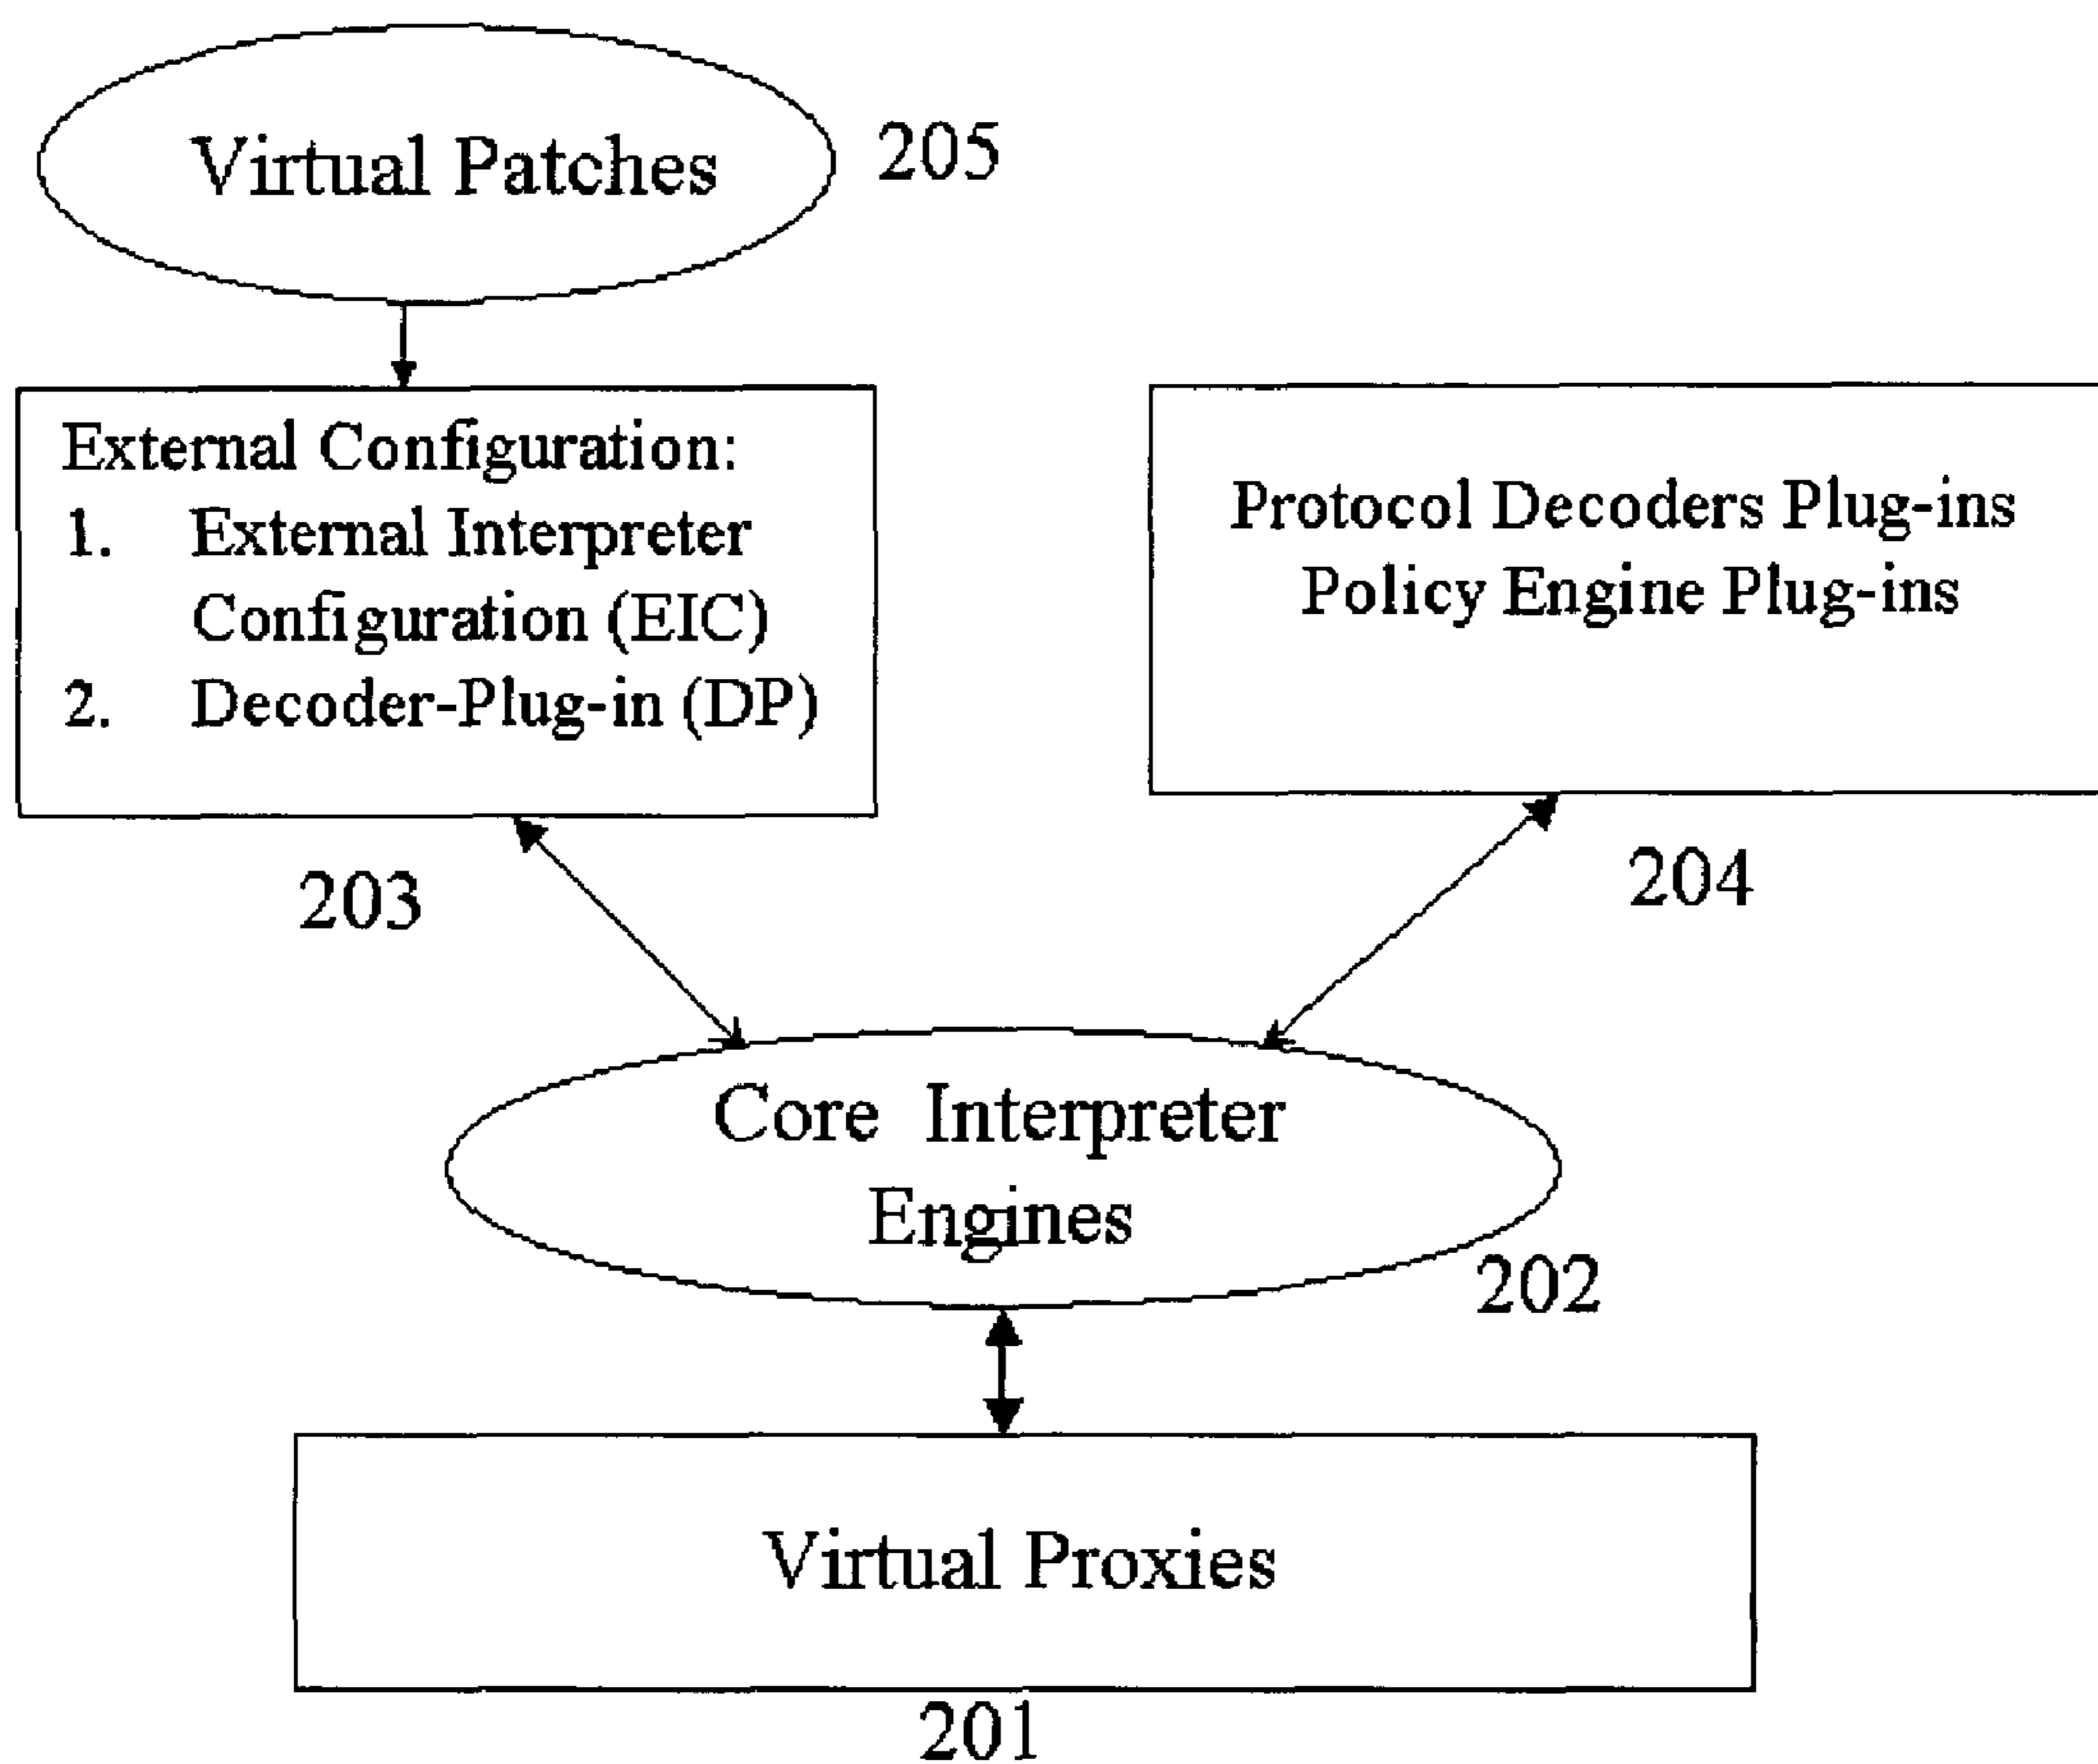 Virtual Patches
205
External Configuration:
1. External Interpreter
Configuration (EIC)
2. Decoder-Plug-in (DP)
Protocol Decoders Plug-ins
Policy Engine Plug-ins
203
204
Core Interpreter
Engines
202
Virtual Proxies
201